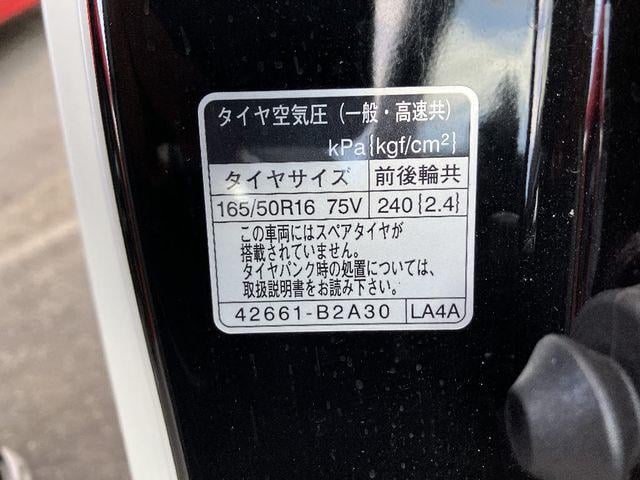 タイヤ空気圧（一般・高速共）
kPa{kgf/cm²}
タイヤサイズ 前後輪共
165/50R16 75V 240{2.4}
この車両にはスペアタイヤが
搭載されていません。
タイヤパンク時の処置については、
取扱説明書をお読み下さい。
42661-B2A30 LA4A